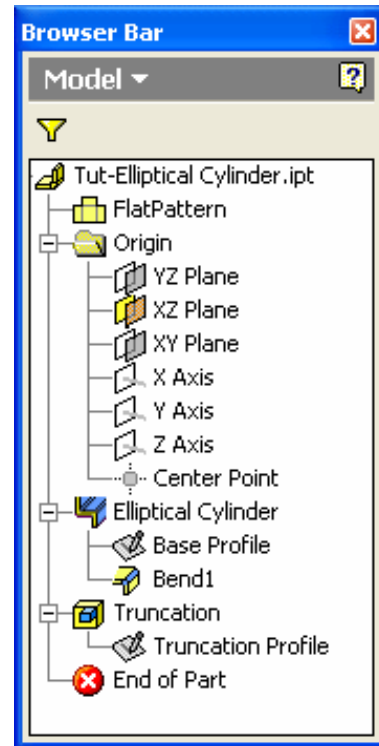 Browser Bar
Model
Tut-Elliptical Cylinder.ipt
FlatPattern
Origin
YZ Plane
XZ Plane
XY Plane
X Axis
Y Axis
Z Axis
Center Point
Elliptical Cylinder
Base Profile
Bend1
Truncation
Truncation Profile
End of Part